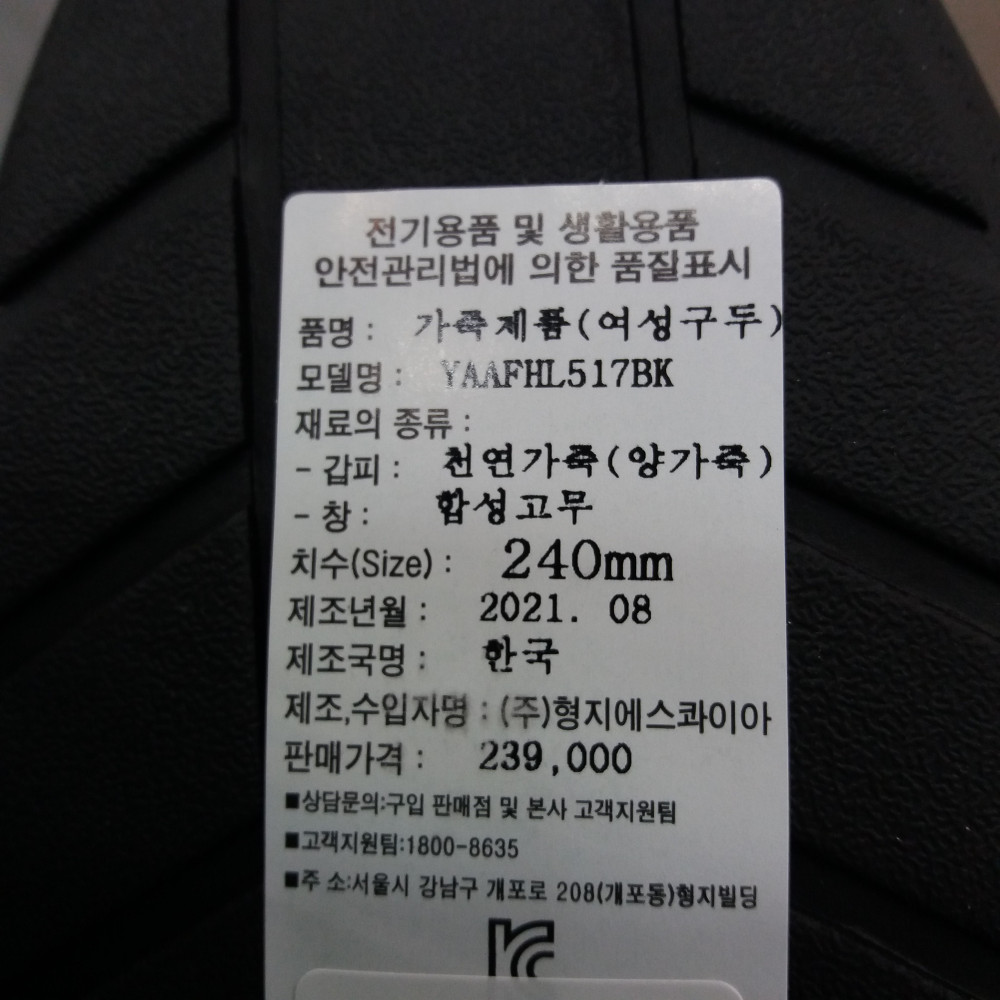 전기용품 및 생활용품
안전관리법에 의한 품질표시
품명 : 가죽제품(여성구두)
모델명 : YAAFHL517BK
재료의 종류 :
- 갑피 : 천연가죽(양가죽)
- 창 : 합성고무
치수(Size) : 240mm
제조년월 : 2021. 08
제조국명 : 한국
제조,수입자명 : (주)형지에스콰이아
판매가격 : 239,000
■상담문의:구입 판매점 및 본사 고객지원팀
■고객지원팀:1800-8635
■주 소:서울시 강남구 개포로 208(개포동)형지빌딩